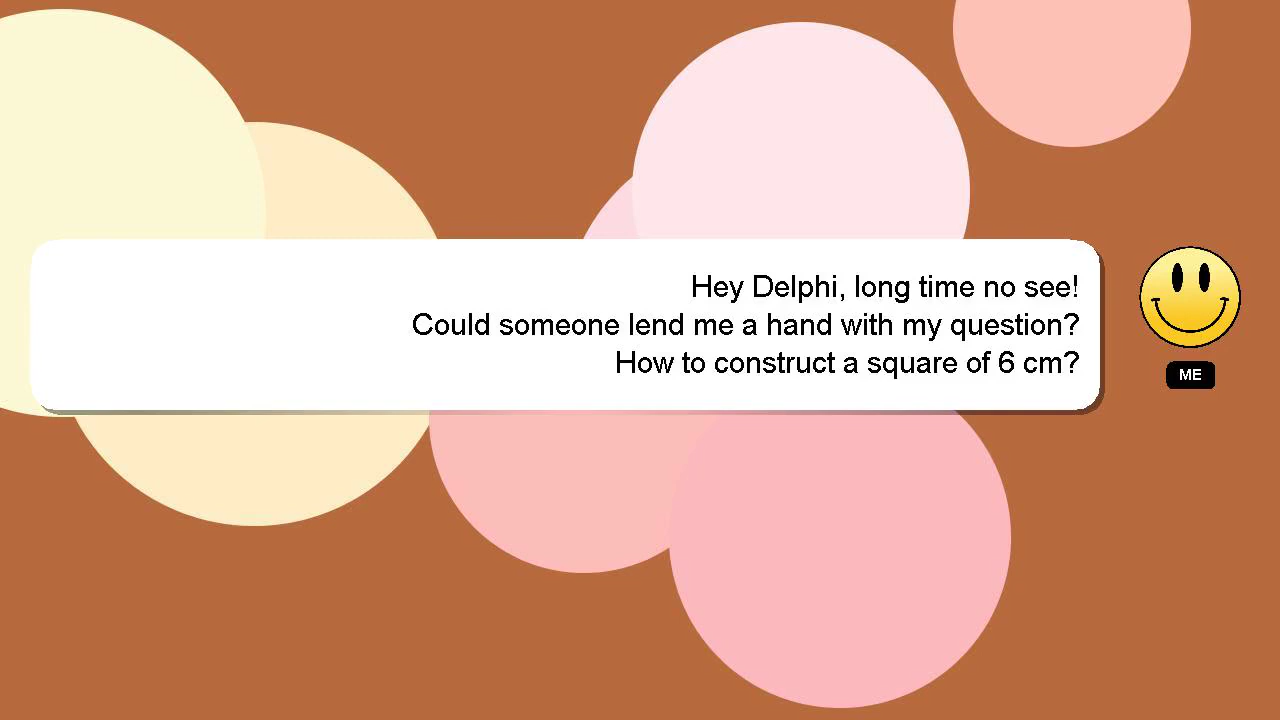 Hey Delphi, long time no see!
Could someone lend me a hand with my question?
How to construct a square of 6 cm?
ME